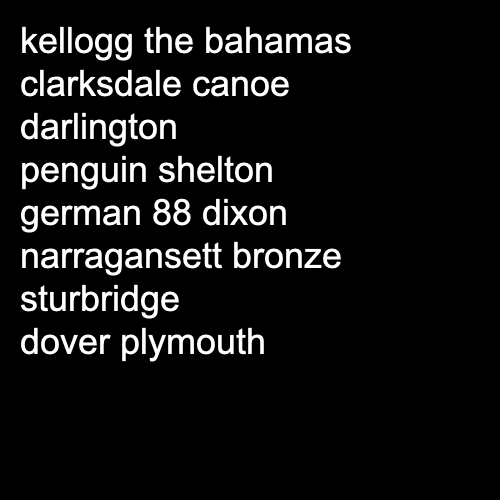 kellogg the bahamas
clarksdale canoe
darlington
penguin shelton
german 88 dixon
narragansett bronze
sturbridge
dover plymouth